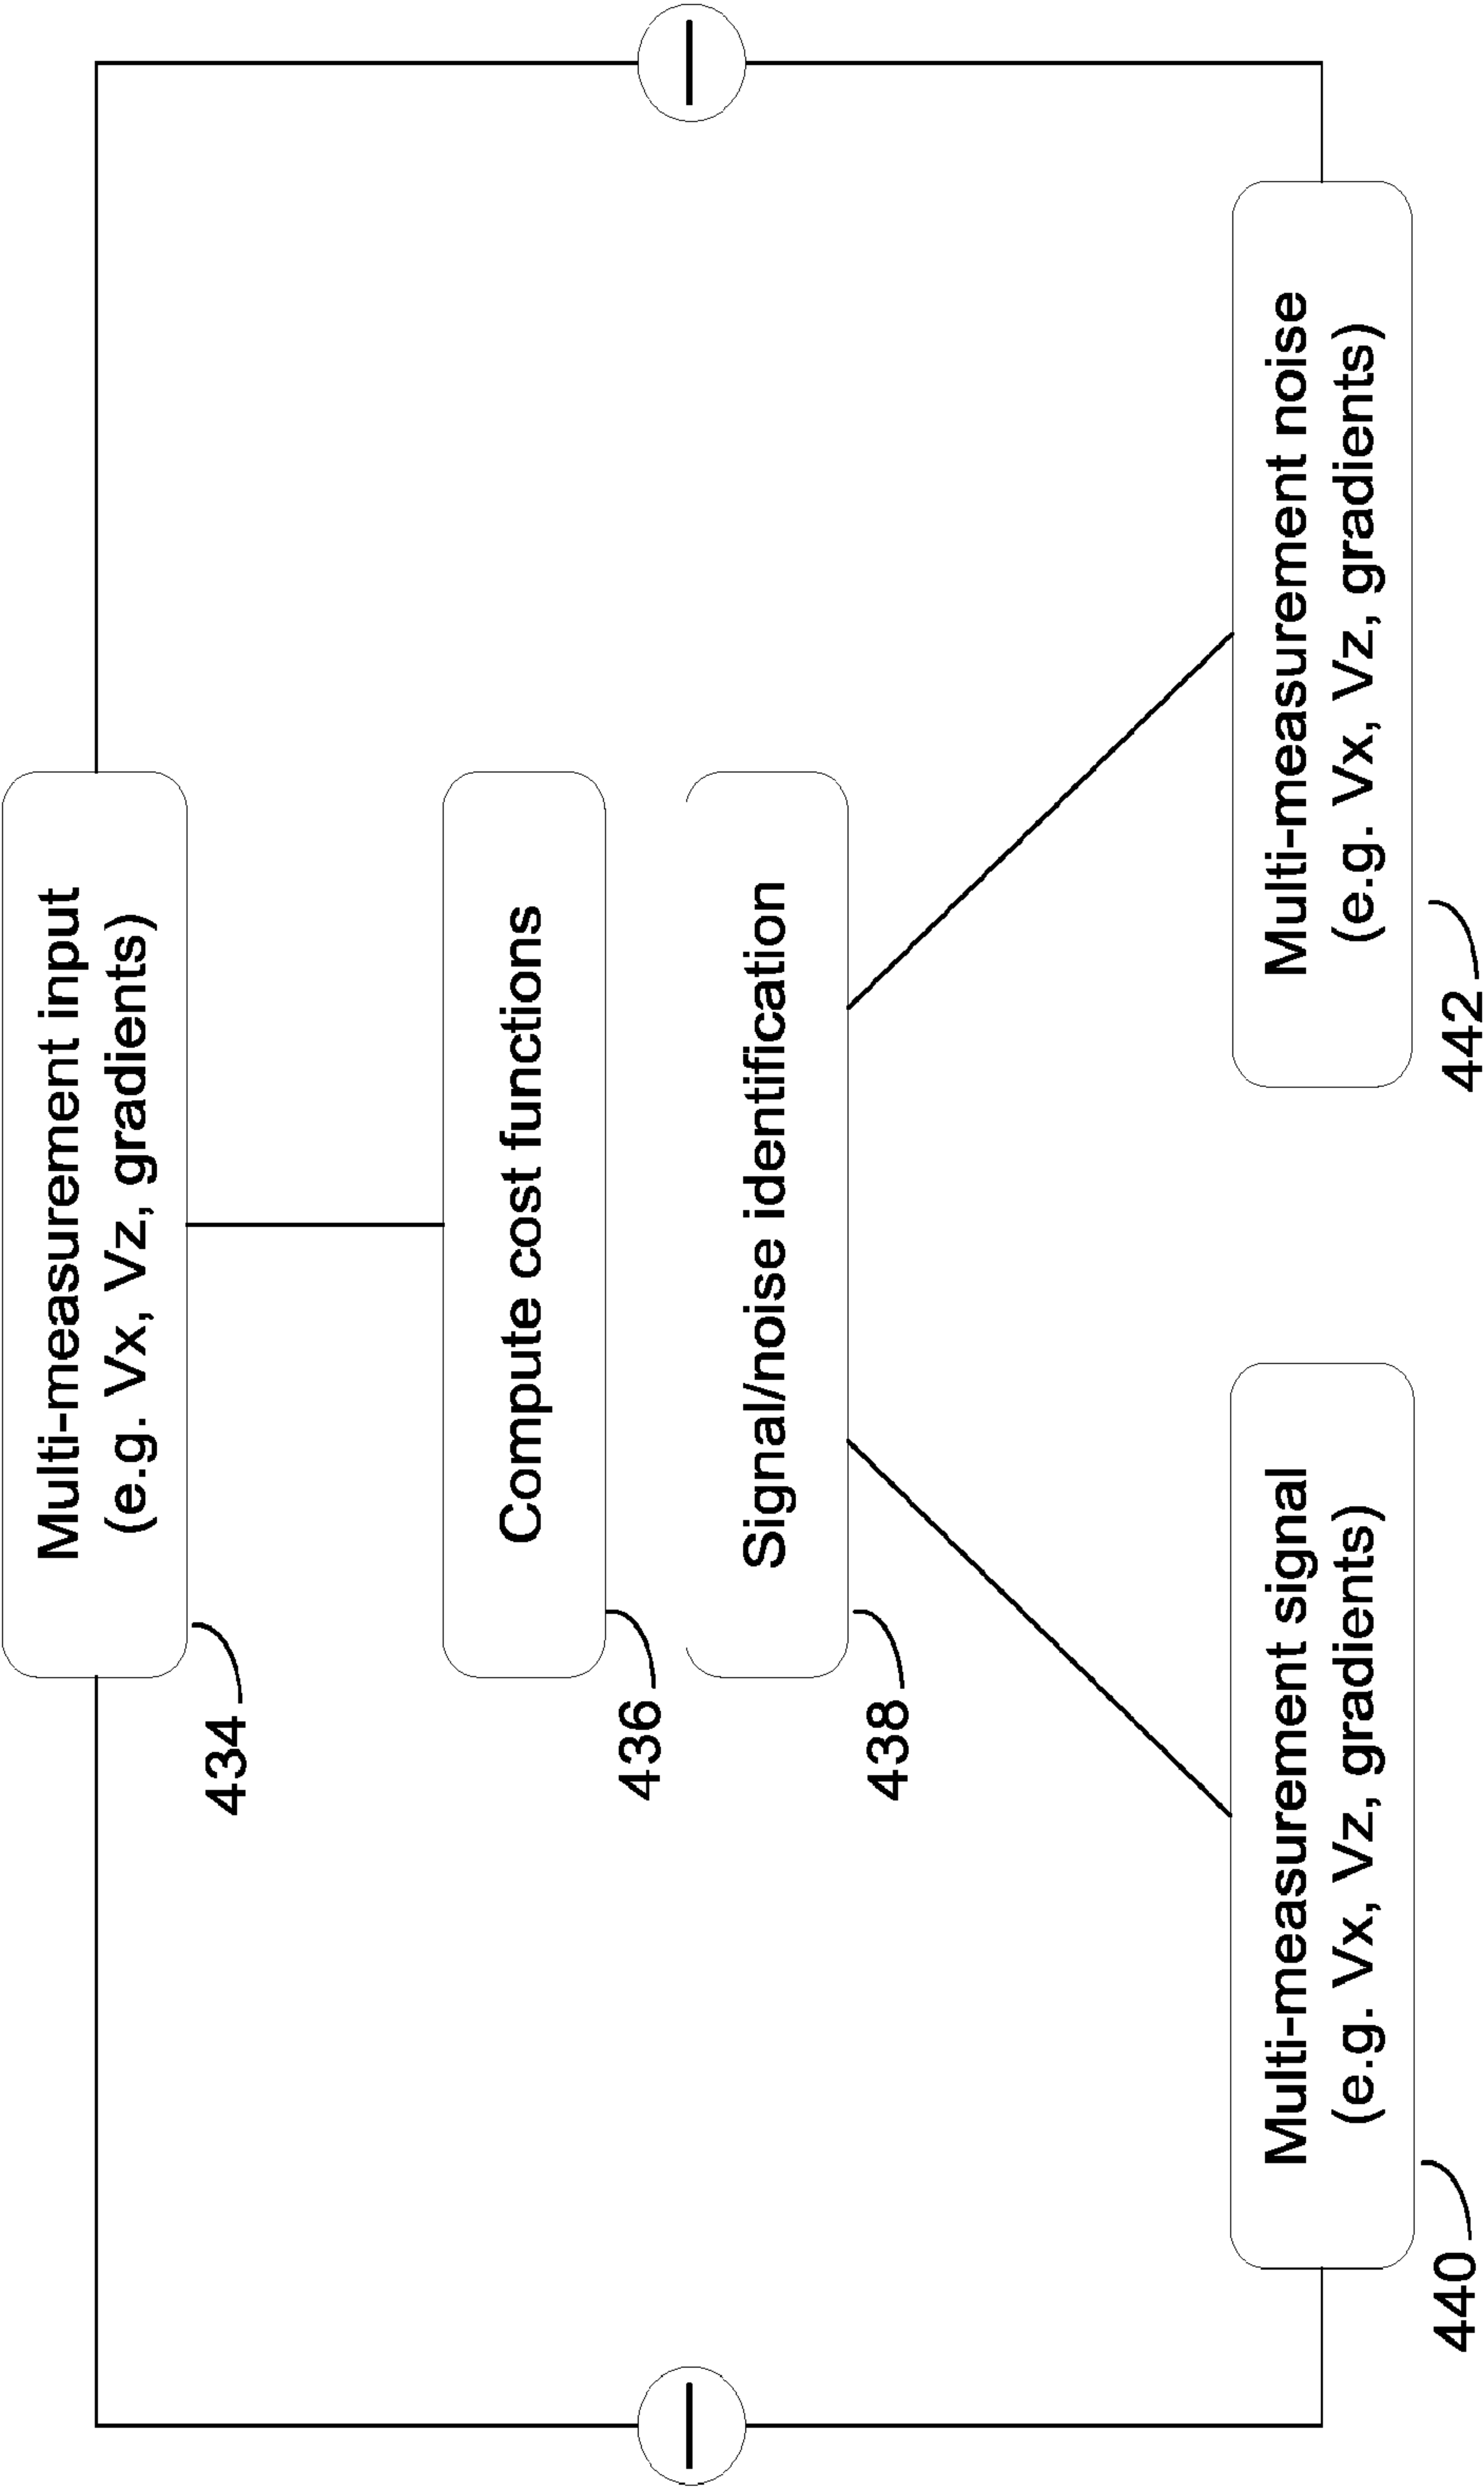 Multi-measurement input
(e.g. Vx, Vz, gradients)
434
Compute cost functions
436
Signal/noise identification
438
Multi-measurement signal
(e.g. Vx, Vz, gradients)
440
Multi-measurement noise
(e.g. Vx, Vz, gradients)
442